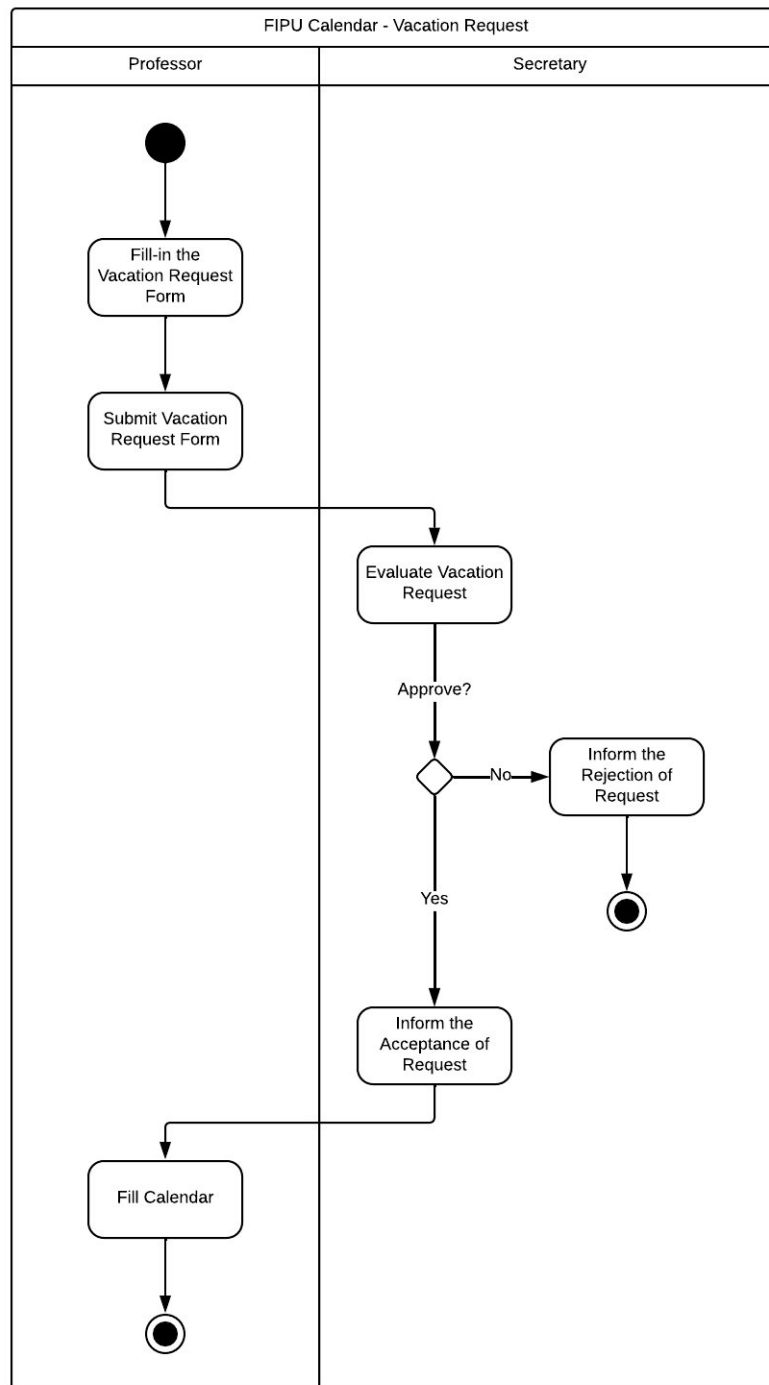 FIPU Calendar - Vacation Request
Professor
Secretary
Fill-in the
Vacation Request
Form
Submit Vacation
Request Form
Evaluate Vacation
Request
Approve?
No
Inform the
Rejection of
Request
Yes
Inform the
Acceptance of
Request
Fill Calendar